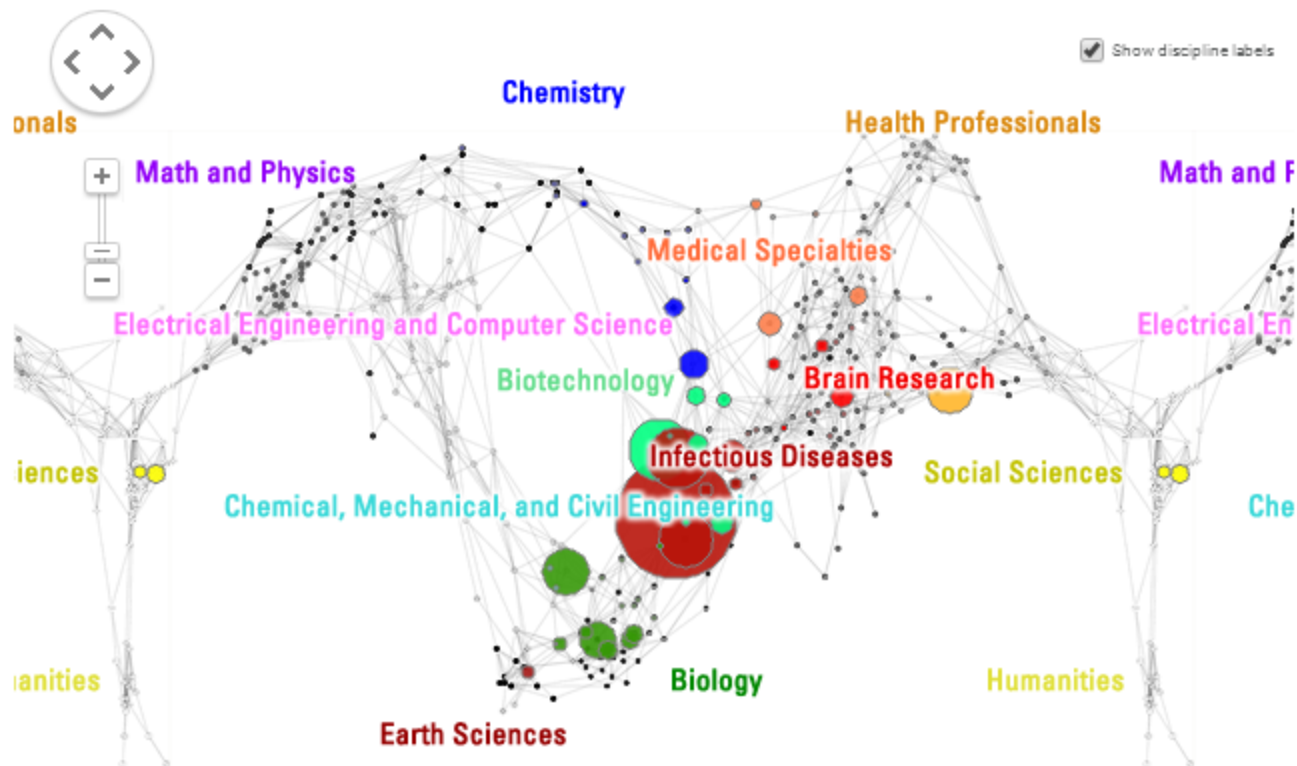 Show discipline labels
Chemistry
onals
Health Professionals
Math and Physics
Math and F
Medical Specialties
Electrical Engineering and Computer Science
Electrical En
Biotechnology
Brain Research
Infectious Diseases
iences
Social Sciences
Chemical, Mechanical, and Civil Engineering
Che
anities
Biology
Humanities
Earth Sciences